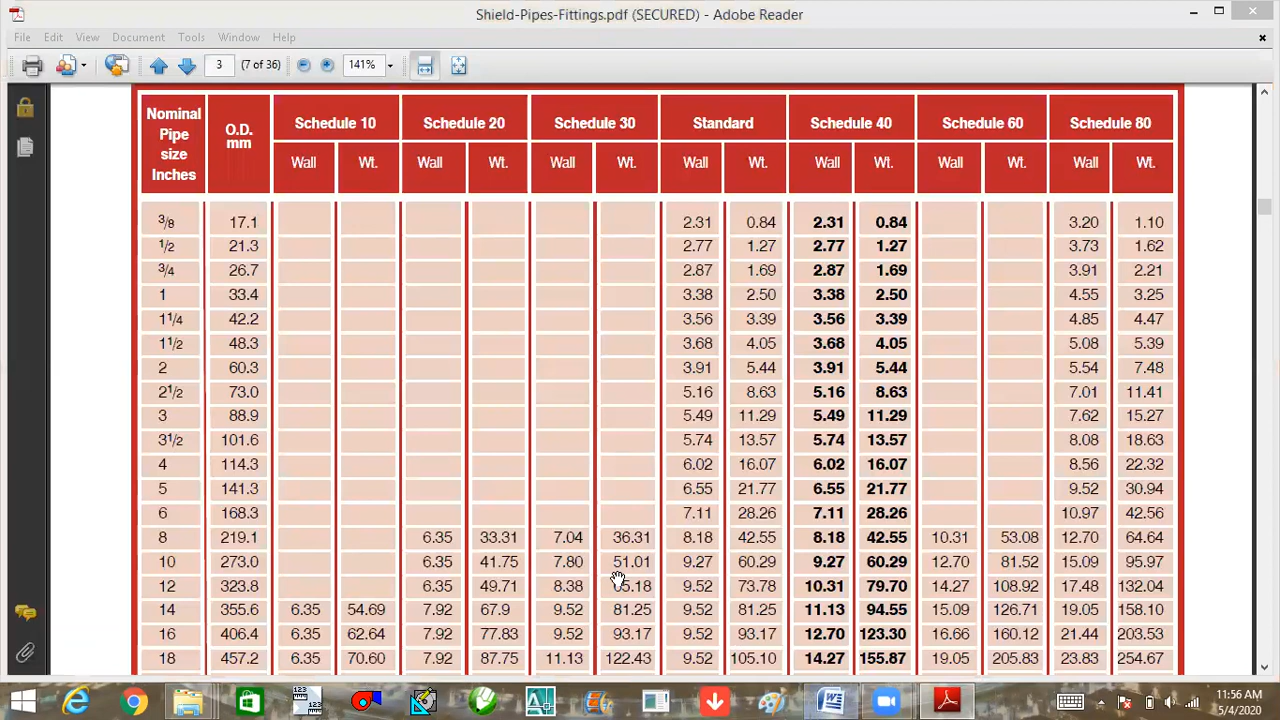 Shield-Pipes-Fittings.pdf (SECURED) - Adobe Reader
File Edit View Document Tools Window Help
3 (7 of 36) 141%
Nominal Pipe size Inches O.D. mm Schedule 10 Schedule 20 Schedule 30 Standard Schedule 40 Schedule 60 Schedule 80
Wall Wt. Wall Wt. Wall Wt. Wall Wt. Wall Wt. Wall Wt. Wall Wt.
3/8 17.1 2.31 0.84 2.31 0.84 3.20 1.10
1/2 21.3 2.77 1.27 2.77 1.27 3.73 1.62
3/4 26.7 2.87 1.69 2.87 1.69 3.91 2.21
1 33.4 3.38 2.50 3.38 2.50 4.55 3.25
1 1/4 42.2 3.56 3.39 3.56 3.39 4.85 4.47
1 1/2 48.3 3.68 4.05 3.68 4.05 5.08 5.39
2 60.3 3.91 5.44 3.91 5.44 5.54 7.48
2 1/2 73.0 5.16 8.63 5.16 8.63 7.01 11.41
3 88.9 5.49 11.29 5.49 11.29 7.62 15.27
3 1/2 101.6 5.74 13.57 5.74 13.57 8.08 18.63
4 114.3 6.02 16.07 6.02 16.07 8.56 22.32
5 141.3 6.55 21.77 6.55 21.77 9.52 30.94
6 168.3 7.11 28.26 7.11 28.26 10.97 42.56
8 219.1 6.35 33.31 7.04 36.31 8.18 42.55 8.18 42.55 10.31 53.08 12.70 64.64
10 273.0 6.35 41.75 7.80 51.01 9.27 60.29 9.27 60.29 12.70 81.52 15.09 95.97
12 323.8 6.35 49.71 8.38 9.52 73.78 10.31 79.70 14.27 108.92 17.48 132.04
14 355.6 6.35 54.69 7.92 67.9 9.52 81.25 9.52 81.25 11.13 94.55 15.09 126.71 19.05 158.10
16 406.4 6.35 62.64 7.92 77.83 9.52 93.17 9.52 93.17 12.70 123.30 16.66 160.12 21.44 203.53
18 457.2 6.35 70.60 7.92 87.75 11.13 122.43 9.52 105.10 14.27 155.87 19.05 205.83 23.83 254.67
11:56 AM
5/4/2020